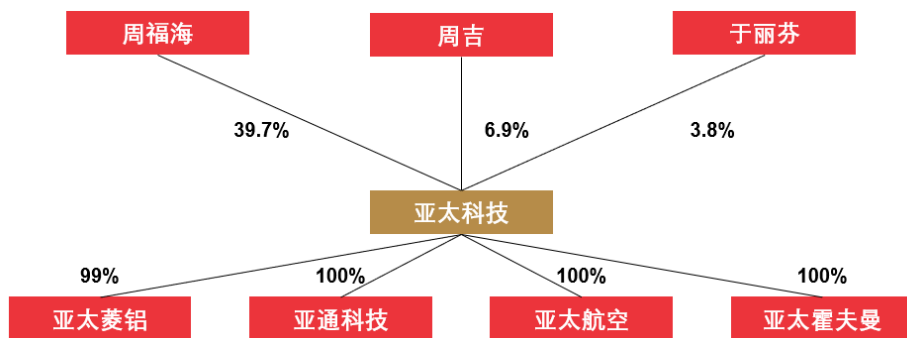 周福海
周吉
于丽芬
39.7%
6.9%
3.8%
亚太科技
99%
100%
100%
100%
亚太菱铝
亚通科技
亚太航空
亚太霍夫曼